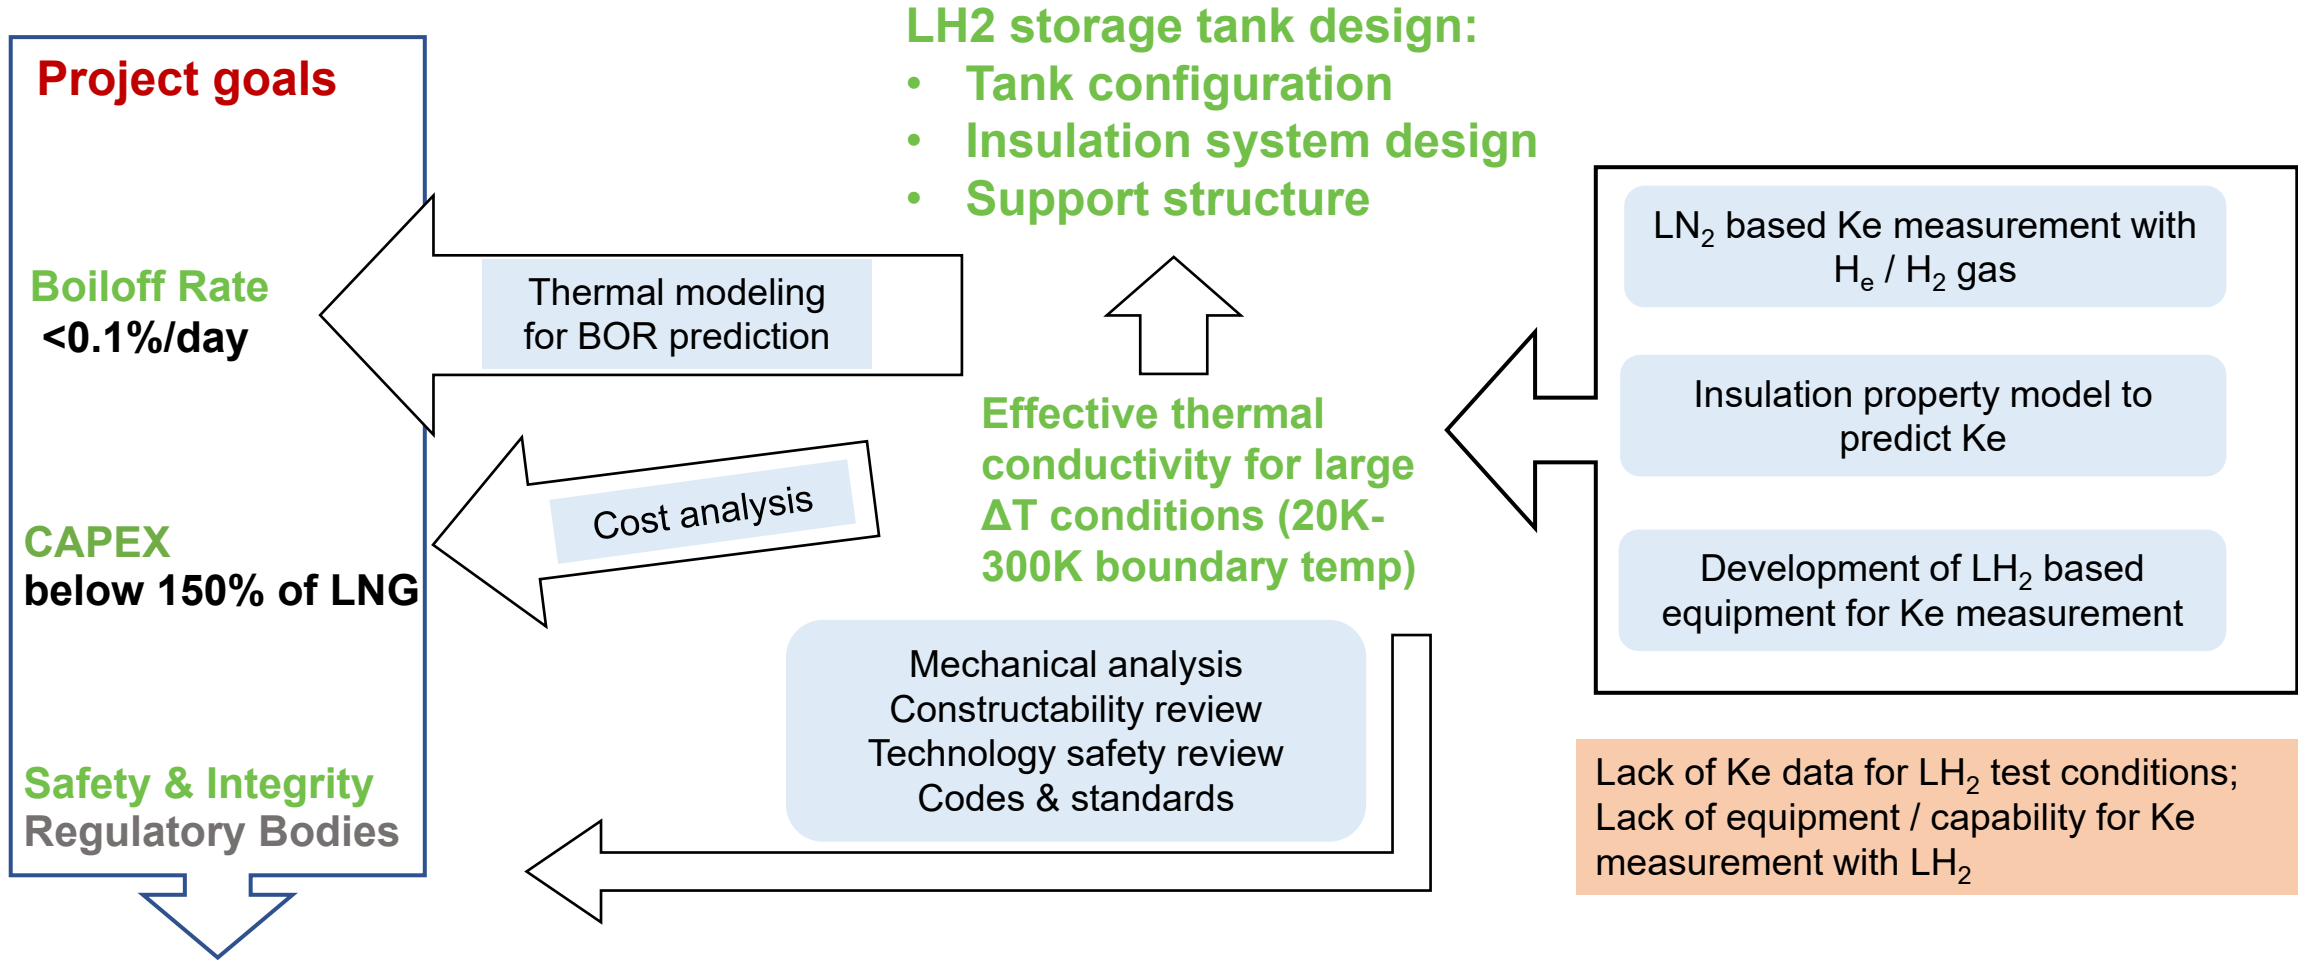 Project goals
Boiloff Rate
<0.1%/day
CAPEX
below 150% of LNG
Safety & Integrity
Regulatory Bodies
Thermal modeling
for BOR prediction
Cost analysis
LH2 storage tank design:
• Tank configuration
• Insulation system design
• Support structure
Effective thermal
conductivity for large
ΔT conditions (20K-
300K boundary temp)
Mechanical analysis
Constructability review
Technology safety review
Codes & standards
LN₂ based Ke measurement with
Hₑ / H₂ gas
Insulation property model to
predict Ke
Development of LH₂ based
equipment for Ke measurement
Lack of Ke data for LH₂ test conditions;
Lack of equipment / capability for Ke
measurement with LH₂